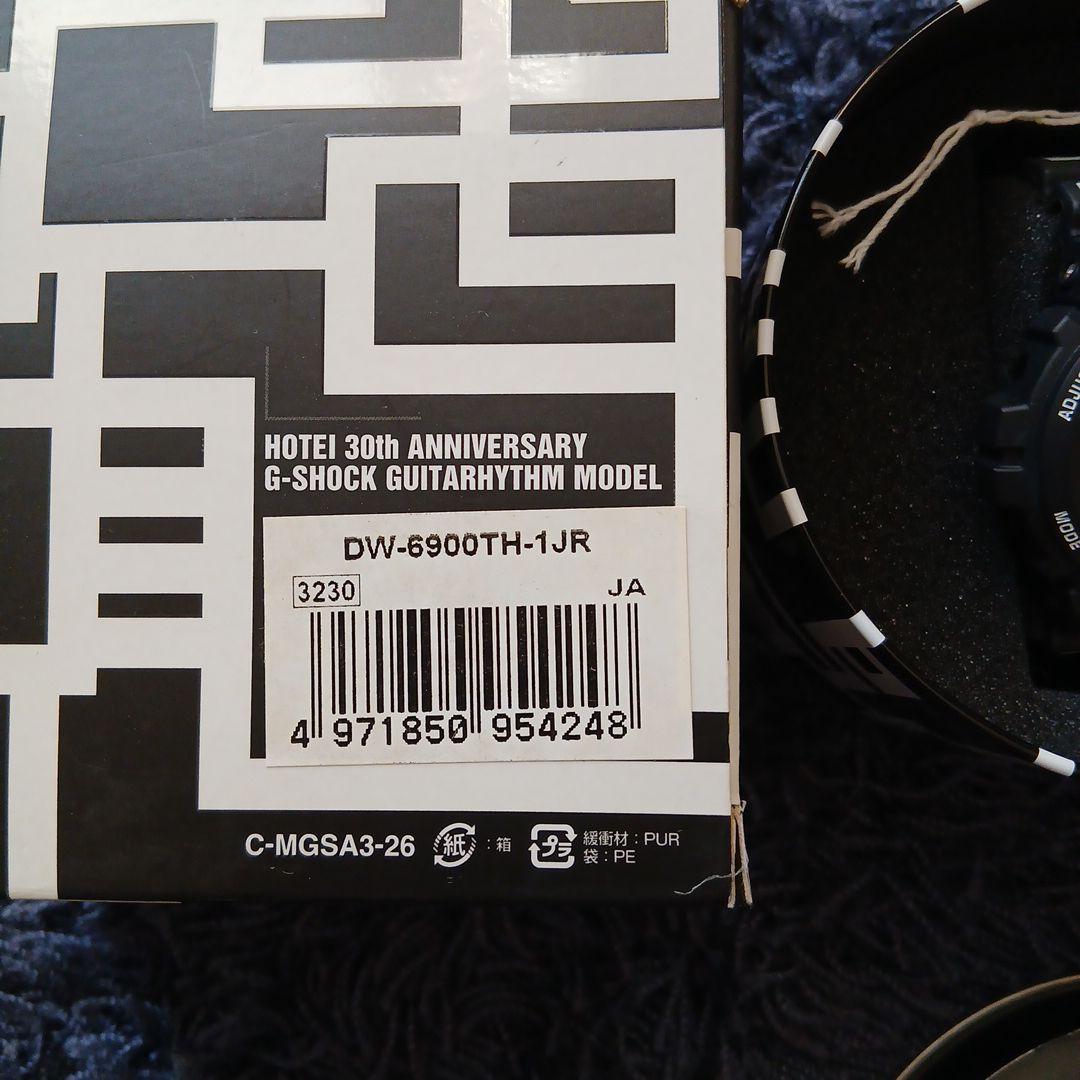 HOTEI 30th ANNIVERSARY
G-SHOCK GUITARHYTHM MODEL
DW-6900TH-1JR
3230
JA
4 971850 954248
C-MGSA3-26
紙
:箱
プラ
緩衝材:PUR
袋:PE
MODE